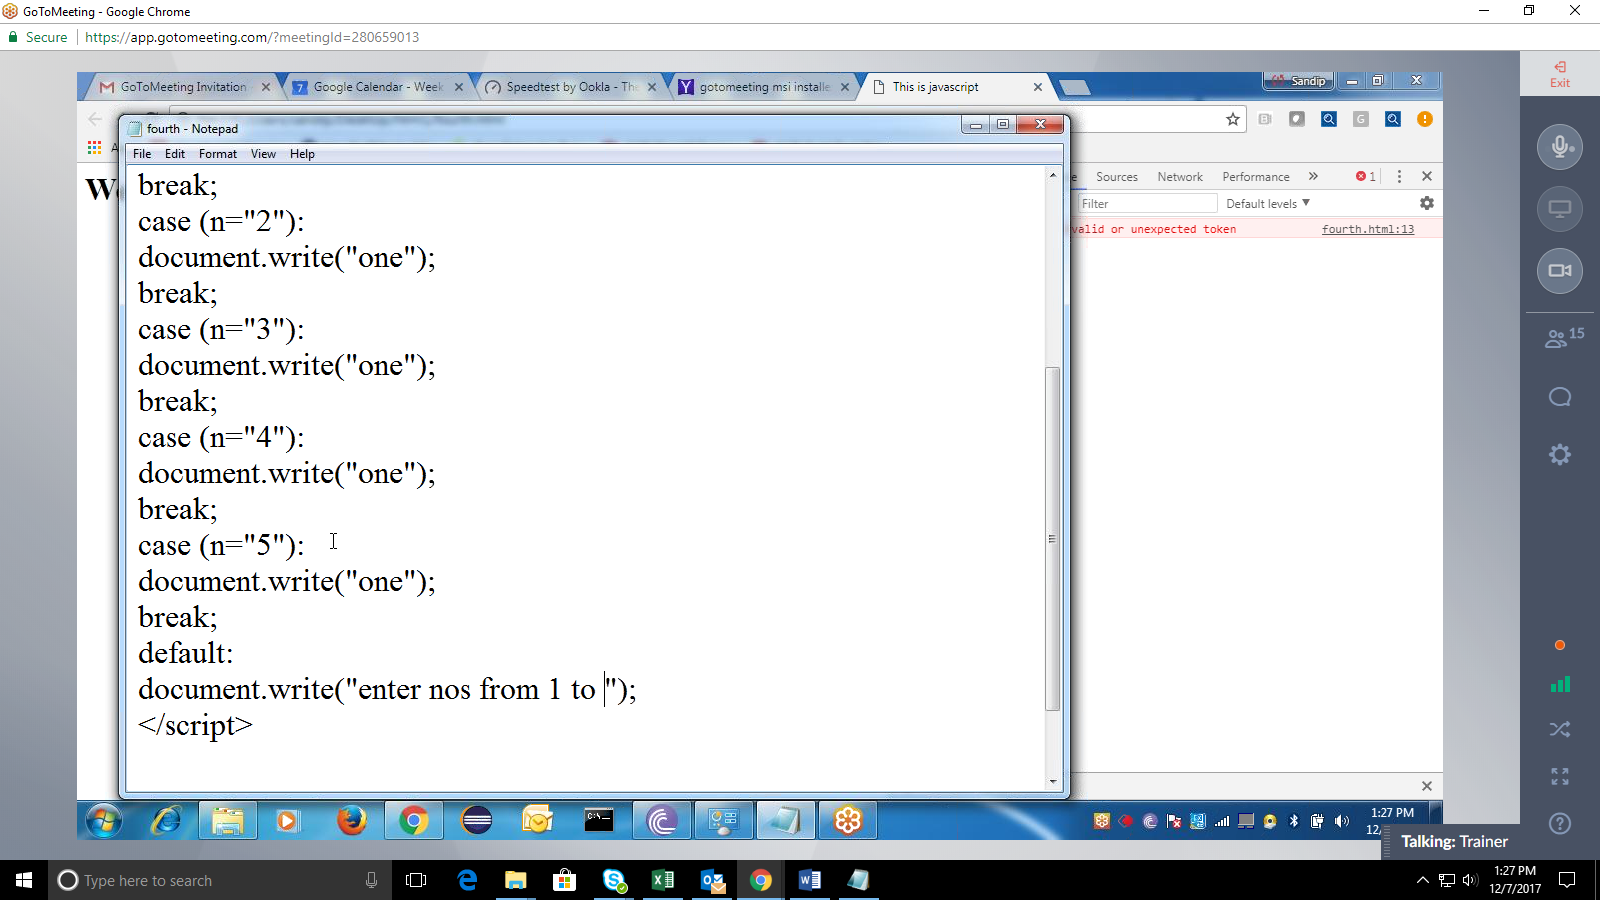 GoToMeeting - Google Chrome
Secure https://app.gotomeeting.com/?meetingId=280659013
Exit
GoToMeeting Invitation
7 Google Calendar - Week
Speedtest by Ookla - The
gotomeeting msi installe
This is javascript
Sandip
fourth - Notepad
File Edit Format View Help
Sources Network Performance » 1
Filter Default levels ▼
valid or unexpected token fourth.html:13
break;
case (n="2"):
document.write("one");
break;
case (n="3"):
document.write("one");
break;
case (n="4"):
document.write("one");
break;
case (n="5"):
document.write("one");
break;
default:
document.write("enter nos from 1 to ");
</script>
15
1:27 PM
12/
Talking: Trainer
Type here to search
1:27 PM
12/7/2017